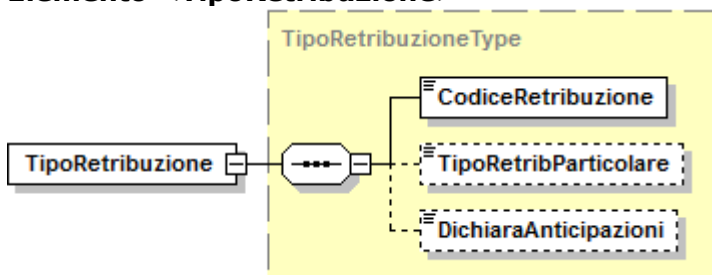 Elemento <TipoRetribuzione>
TipoRetribuzioneType
CodiceRetribuzione
TipoRetribuzione
TipoRetribParticolare
DichiaraAnticipazioni